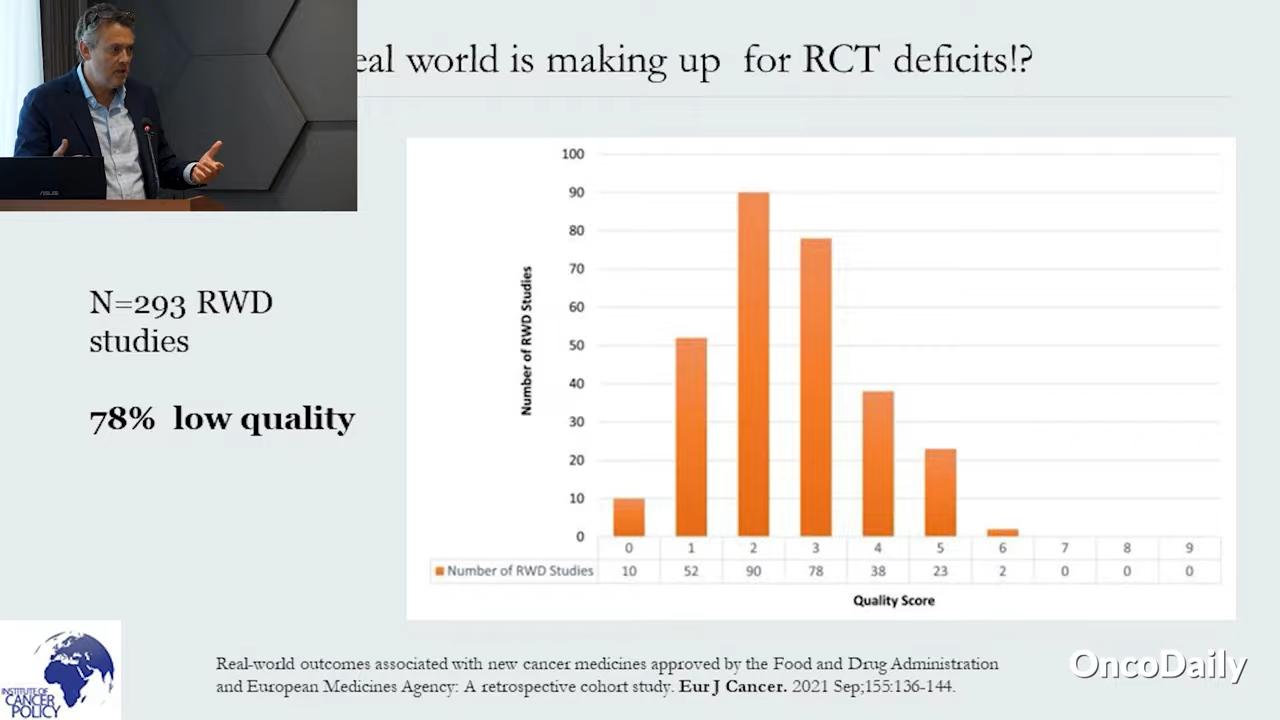 eal world is making up for RCT deficits!?
ASUS
N=293 RWD
studies
78% low quality
100
90
80
70
60
50
40
30
20
10
0
Number of RWD Studies
0 1 2 3 4 5 6 7 8 9
Number of RWD Studies 10 52 90 78 38 23 2 0 0 0
Quality Score
INSTITUTE OF
CANCER
POLICY
Real-world outcomes associated with new cancer medicines approved by the Food and Drug Administration
and European Medicines Agency: A retrospective cohort study. Eur J Cancer. 2021 Sep;155:136-144.
OncoDaily